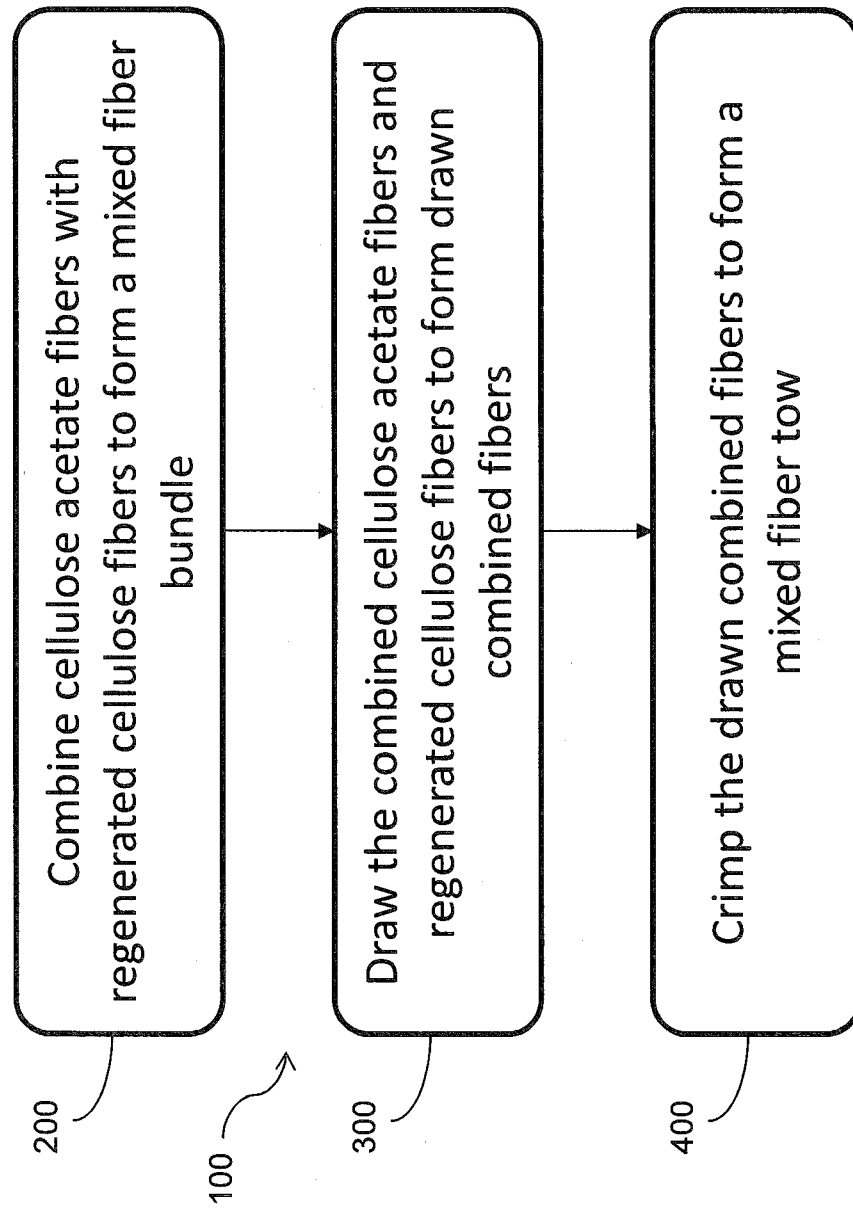 200
Combine cellulose acetate fibers with
regenerated cellulose fibers to form a mixed fiber
bundle
100
300
Draw the combined cellulose acetate fibers and
regenerated cellulose fibers to form drawn
combined fibers
400
Crimp the drawn combined fibers to form a
mixed fiber tow